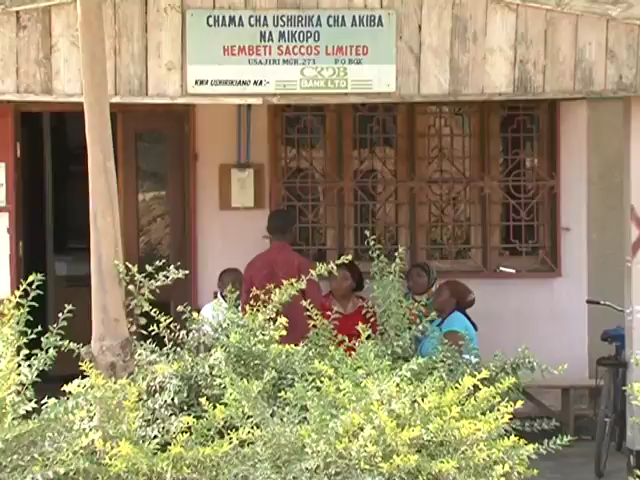 CHAMA CHA USHIRIKA CHA AKIBA
NA MIKOPO
HEMBETI SACCOS LIMITED
USAJIRI MGR.273 P O BOX
KWA USHIRIKIANO NA:- CRDB
BANK LTD